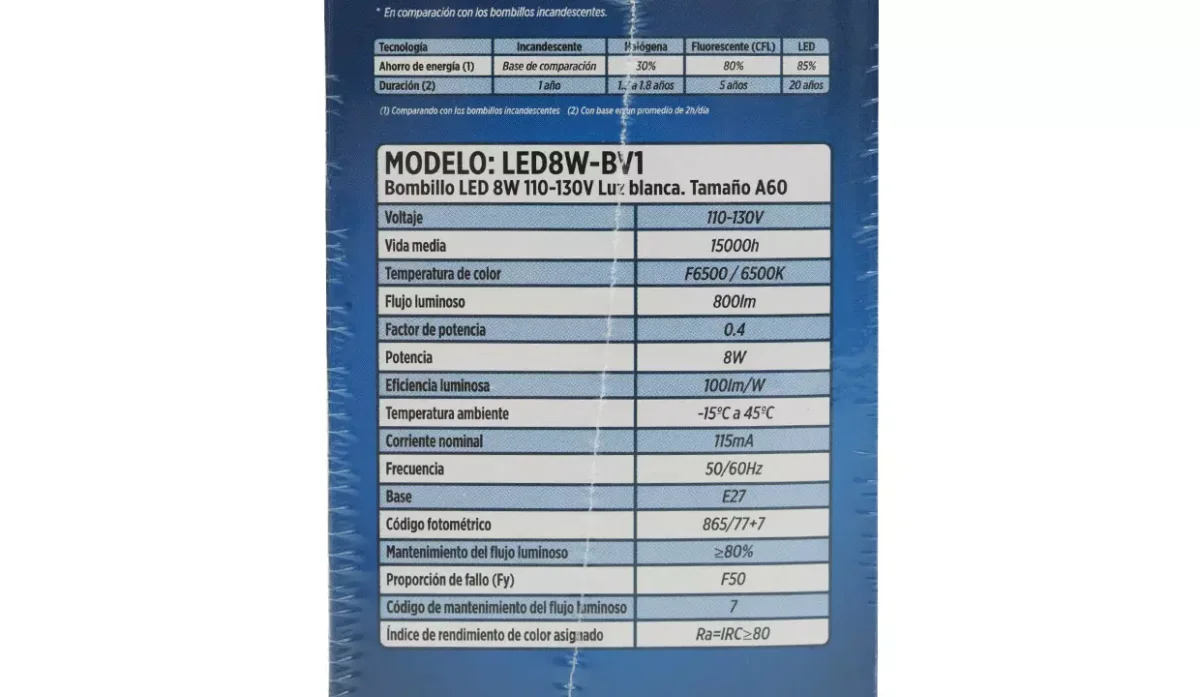 * En comparación con los bombillos incandescentes.
Tecnología Incandescente Halógena Fluorescente (CFL) LED
Ahorro de energía (1) Base de comparación 30% 80% 85%
Duración (2) 1 año a 1.8 años 5 años 20 años
(1) Comparando con los bombillos incandescentes (2) Con base en un promedio de 2h/día
MODELO: LED8W-BV1
Bombillo LED 8W 110-130V Luz blanca. Tamaño A60
Voltaje 110-130V
Vida media 15000h
Temperatura de color F6500 / 6500K
Flujo luminoso 800lm
Factor de potencia 0.4
Potencia 8W
Eficiencia luminosa 100lm/W
Temperatura ambiente -15ºC a 45ºC
Corriente nominal 115mA
Frecuencia 50/60Hz
Base E27
Código fotométrico 865/77+7
Mantenimiento del flujo luminoso ≥80%
Proporción de fallo (Fy) F50
Código de mantenimiento del flujo luminoso 7
Índice de rendimiento de color asignado Ra=IRC≥80